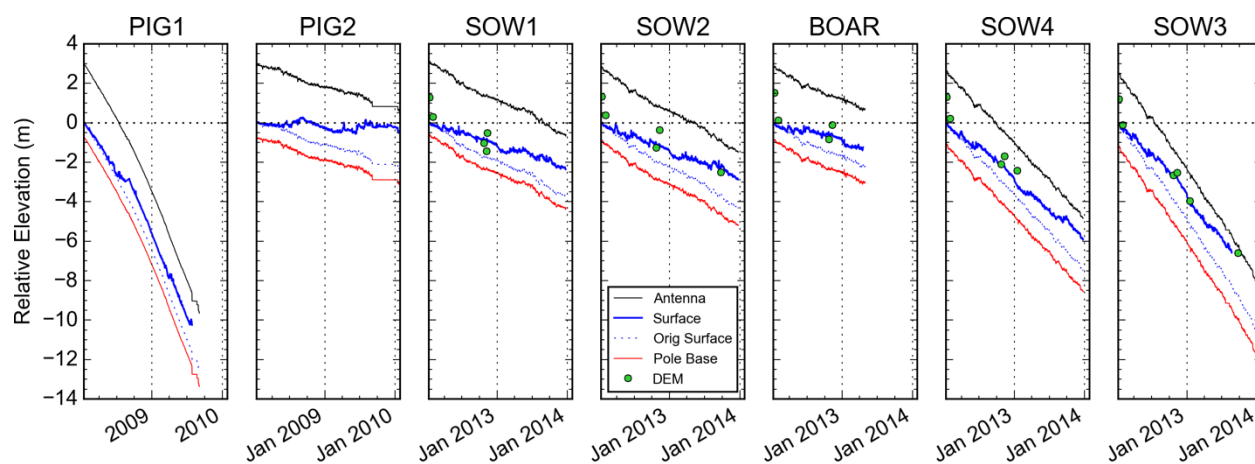 PIG1 PIG2 SOW1 SOW2 BOAR SOW4 SOW3
Relative Elevation (m)
4
2
0
−2
−4
−6
−8
−10
−12
−14
Antenna
Surface
Orig Surface
Pole Base
DEM
2009 2010 Jan 2009 Jan 2010 Jan 2013 Jan 2014 Jan 2013 Jan 2014 Jan 2013 Jan 2014 Jan 2013 Jan 2014 Jan 2013 Jan 2014